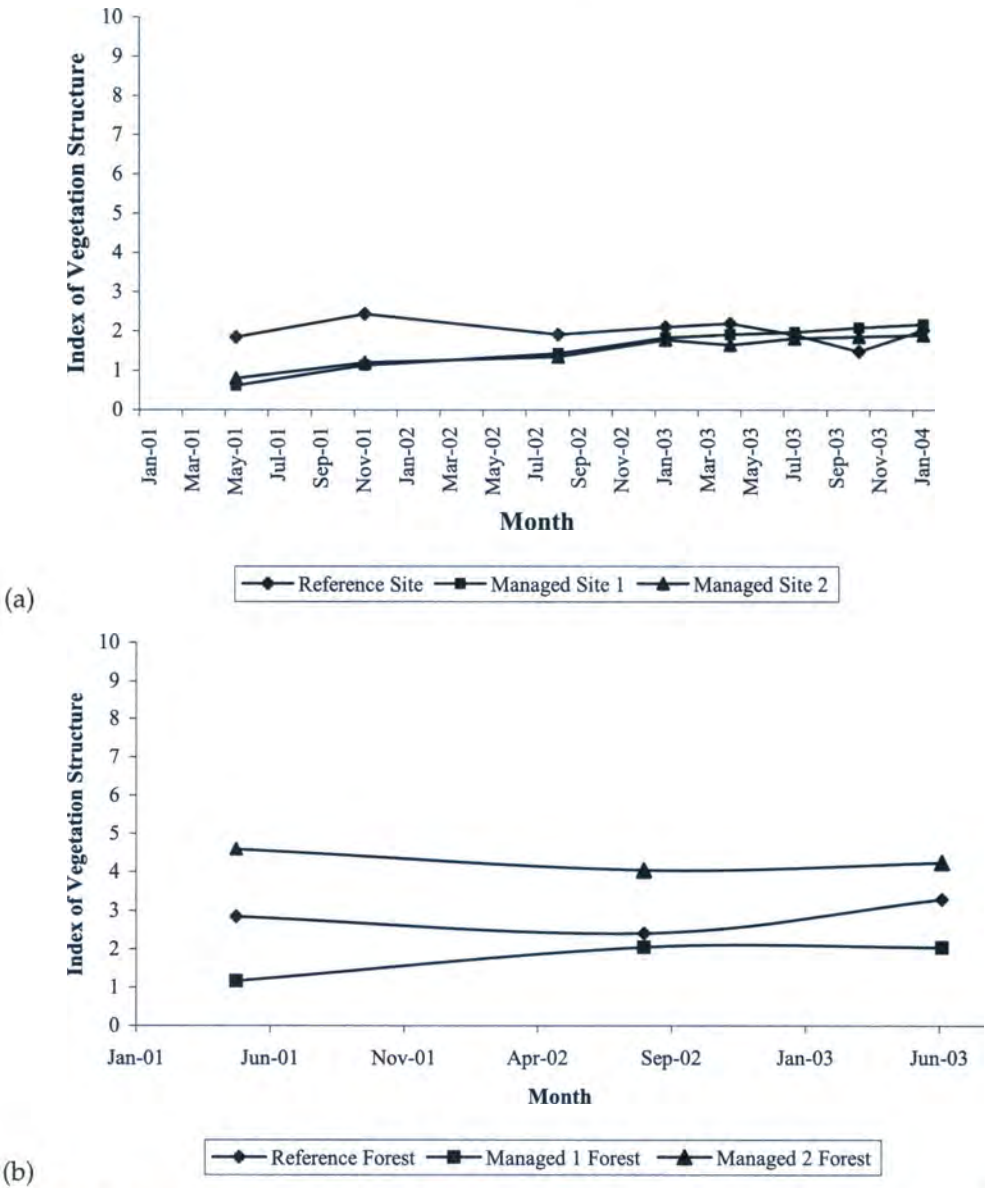 10
9
8
7
6
5
4
3
2
1
0
Index of Vegetation Structure
Jan-01
Mar-01
May-01
Jul-01
Sep-01
Nov-01
Jan-02
Mar-02
May-02
Jul-02
Sep-02
Nov-02
Jan-03
Mar-03
May-03
Jul-03
Sep-03
Nov-03
Jan-04
Month
Reference Site Managed Site 1 Managed Site 2
(a)
10
9
8
7
6
5
4
3
2
1
0
Index of Vegetation Structure
Jan-01 Jun-01 Nov-01 Apr-02 Sep-02 Jan-03 Jun-03
Month
Reference Forest Managed 1 Forest Managed 2 Forest
(b)